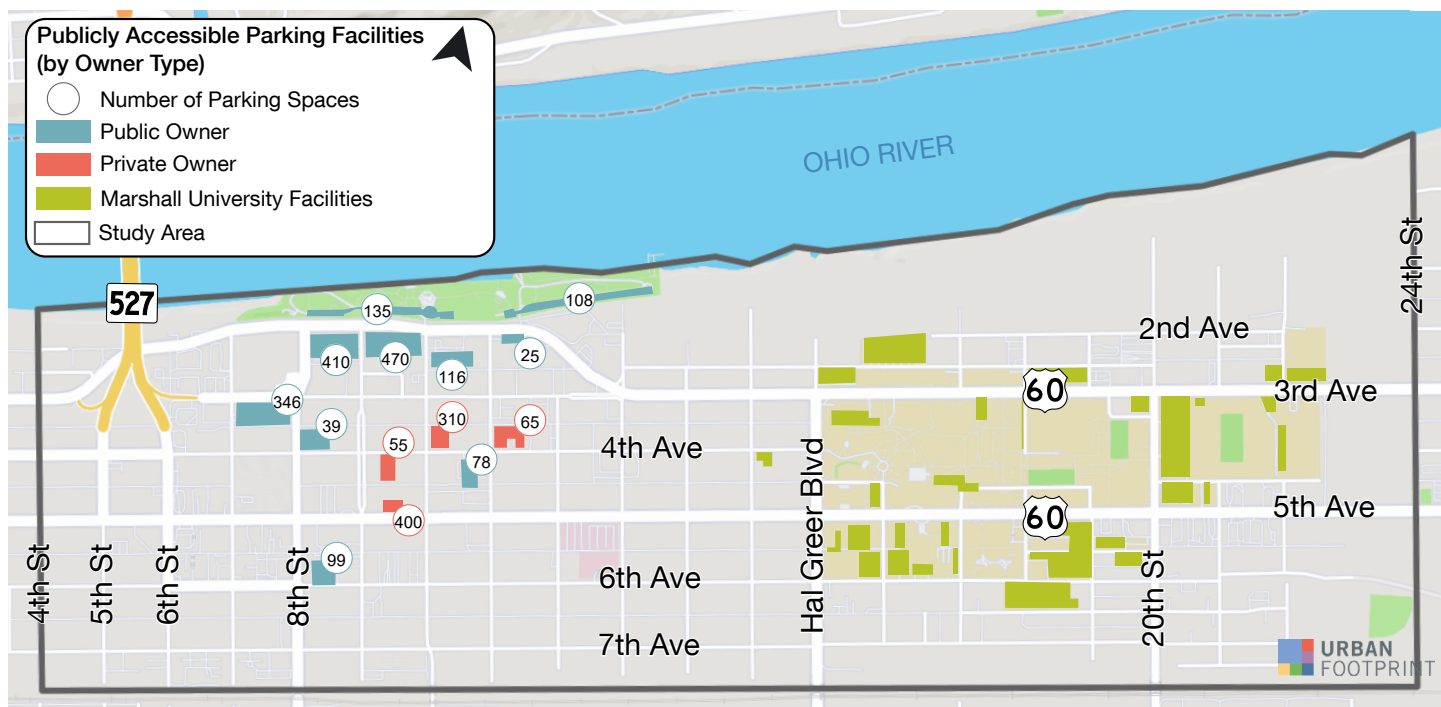 Publicly Accessible Parking Facilities
(by Owner Type)
Number of Parking Spaces
Public Owner
Private Owner
Marshall University Facilities
Study Area
OHIO RIVER
527
24th St
108
135
2nd Ave
410
470
25
116
60
3rd Ave
346
310
65
39
55
4th Ave
78
Hal Greer Blvd
400
60
5th Ave
99
4th St
5th St
6th St
8th St
6th Ave
20th St
7th Ave
URBAN
FOOTPRINT